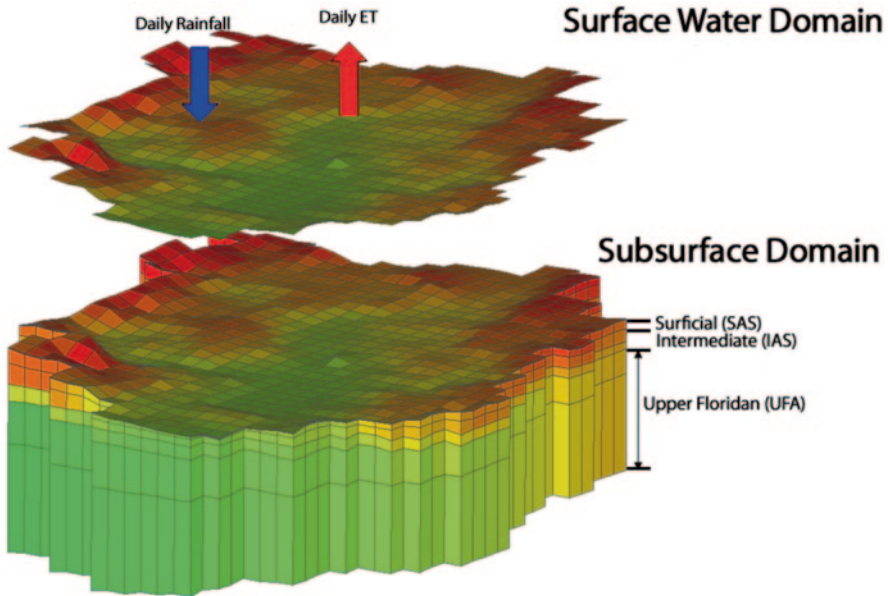 Daily Rainfall
Daily ET
Surface Water Domain
Subsurface Domain
Surficial (SAS)
Intermediate (IAS)
Upper Floridan (UFA)